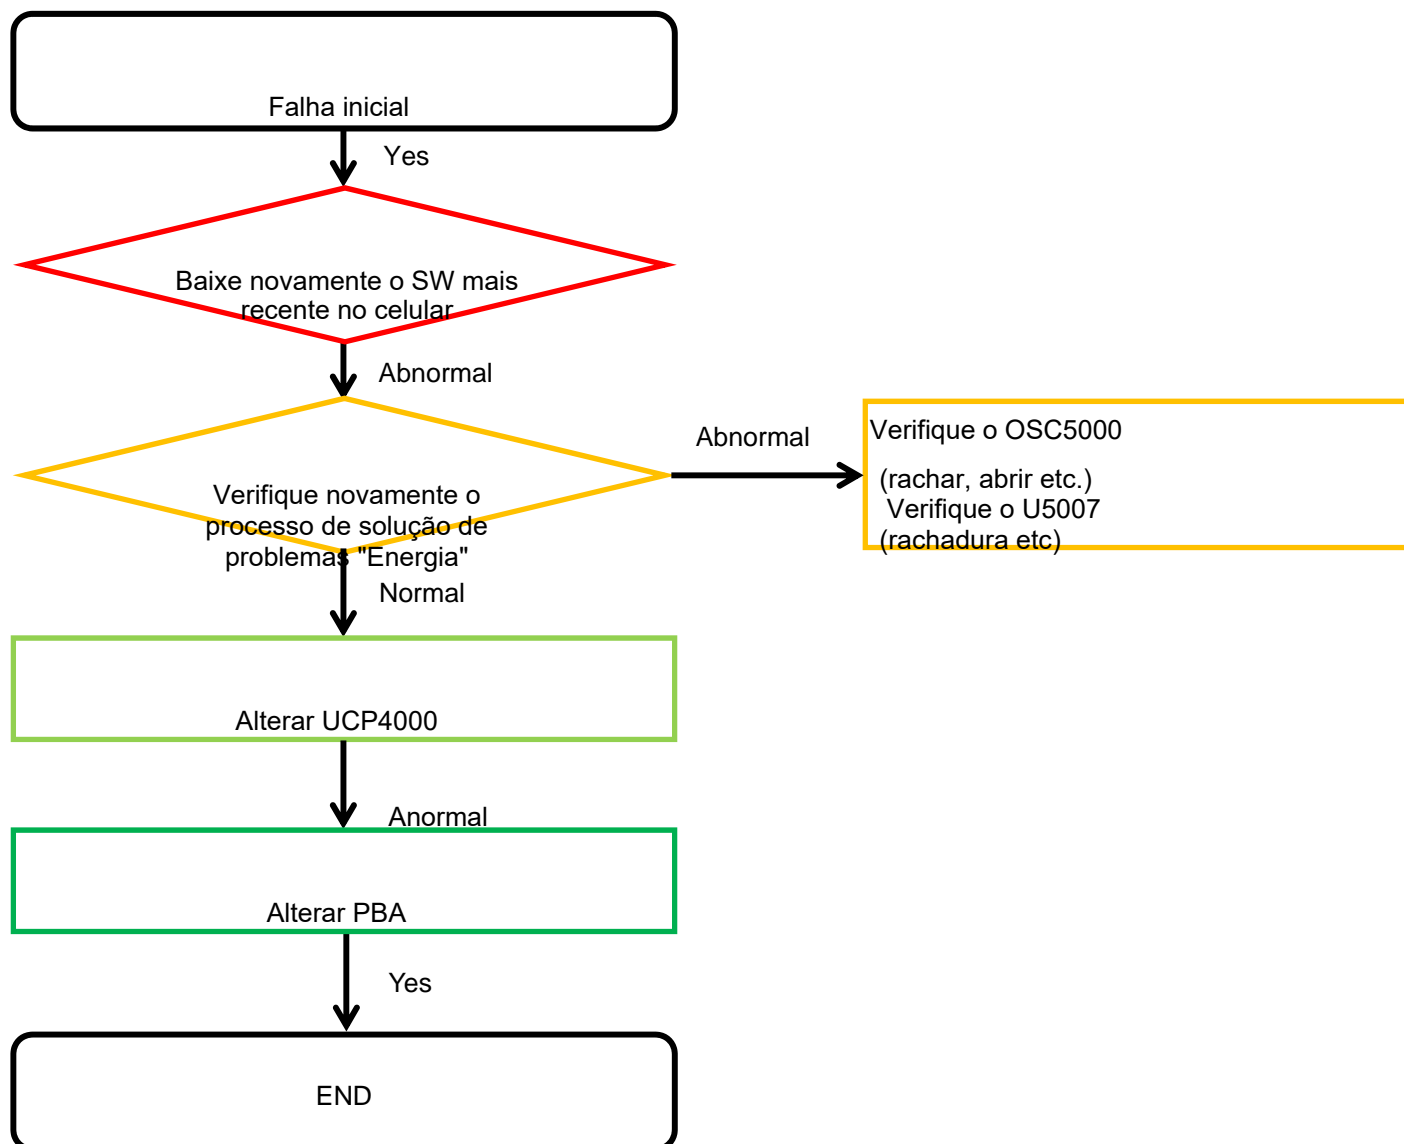 Falha inicial
Yes
Baixe novamente o SW mais
recente no celular
Abnormal
Verifique novamente o
processo de solução de
problemas "Energia"
Abnormal
Verifique o OSC5000
(rachar, abrir etc.)
Verifique o U5007
(rachadura etc)
Normal
Alterar UCP4000
Anormal
Alterar PBA
Yes
END